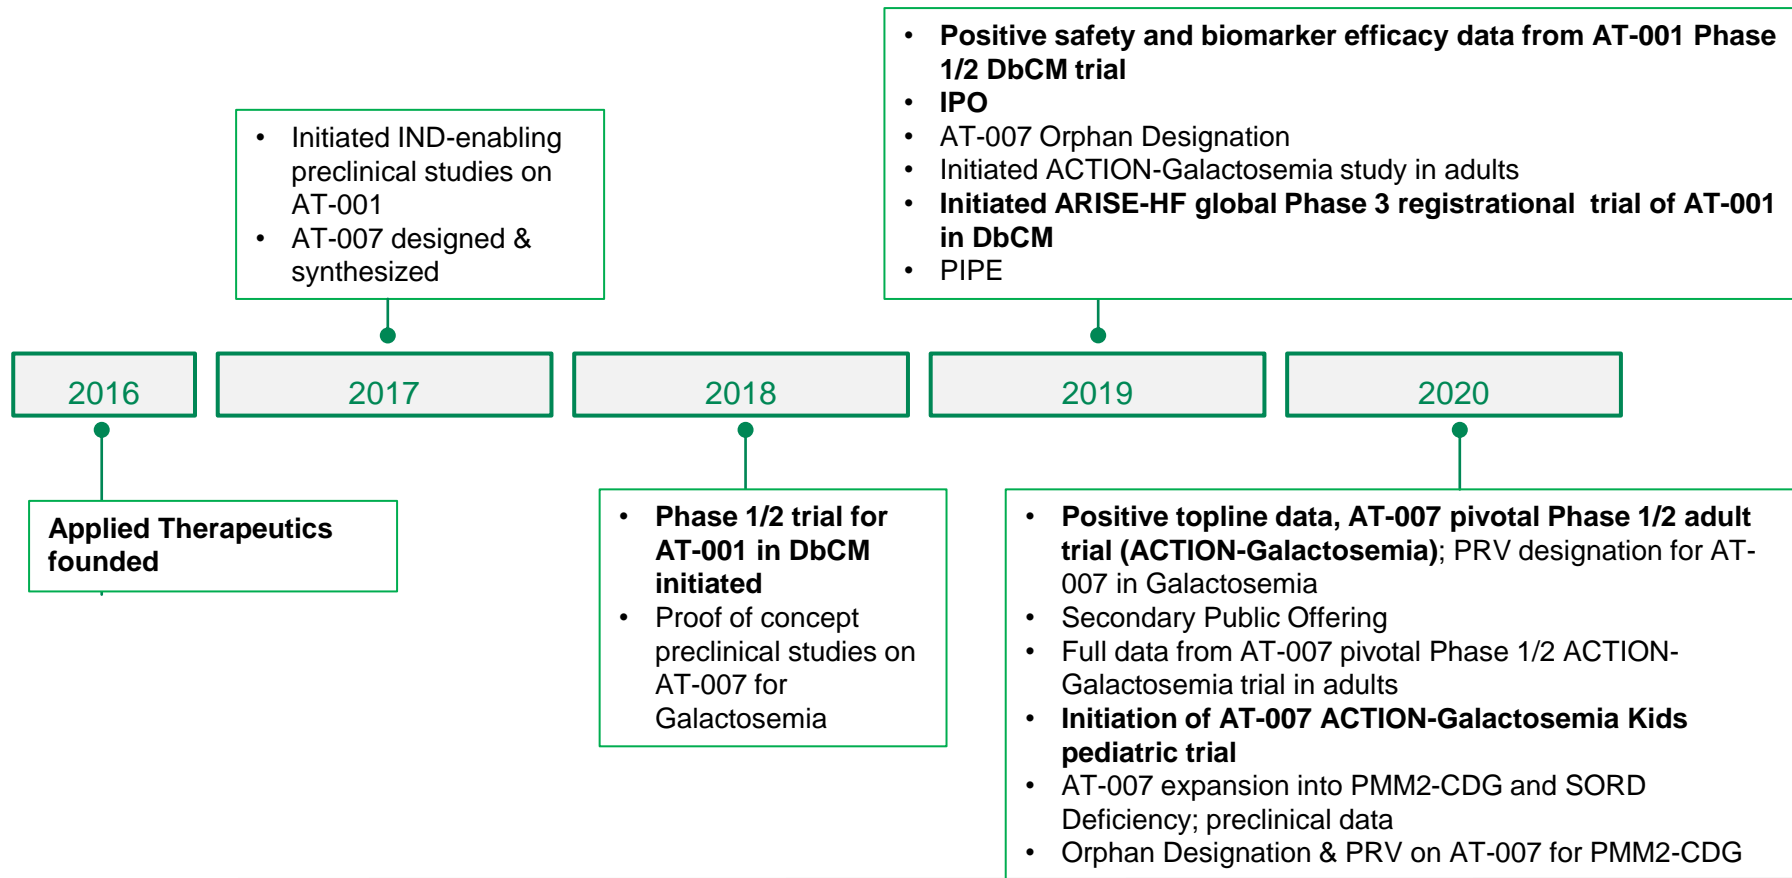 • Positive safety and biomarker efficacy data from AT-001 Phase
1/2 DbCM trial
• IPO
• AT-007 Orphan Designation
• Initiated ACTION-Galactosemia study in adults
• Initiated ARISE-HF global Phase 3 registrational trial of AT-001
in DbCM
• PIPE
• Initiated IND-enabling
preclinical studies on
AT-001
• AT-007 designed &
synthesized
2016
2017
2018
2019
2020
Applied Therapeutics
founded
• Phase 1/2 trial for
AT-001 in DbCM
initiated
• Proof of concept
preclinical studies on
AT-007 for
Galactosemia
• Positive topline data, AT-007 pivotal Phase 1/2 adult
trial (ACTION-Galactosemia); PRV designation for AT-
007 in Galactosemia
• Secondary Public Offering
• Full data from AT-007 pivotal Phase 1/2 ACTION-
Galactosemia trial in adults
• Initiation of AT-007 ACTION-Galactosemia Kids
pediatric trial
• AT-007 expansion into PMM2-CDG and SORD
Deficiency; preclinical data
• Orphan Designation & PRV on AT-007 for PMM2-CDG